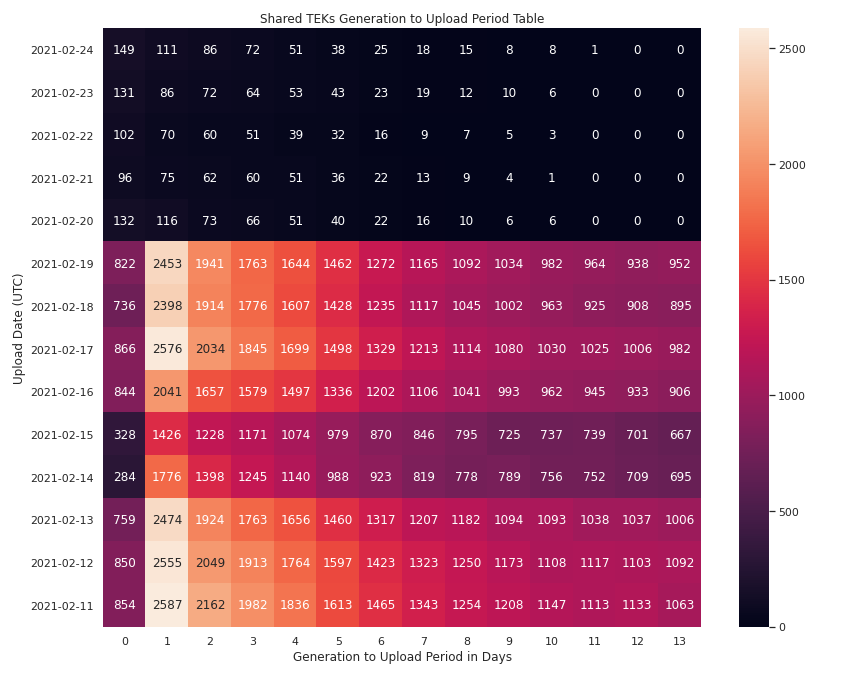 Shared TEKs Generation to Upload Period Table
2021-02-24 149 111 86 72 51 38 25 18 15 8 8 1 0 0
2021-02-23 131 86 72 64 53 43 23 19 12 10 6 0 0 0
2021-02-22 102 70 60 51 39 32 16 9 7 5 3 0 0 0
2021-02-21 96 75 62 60 51 36 22 13 9 4 1 0 0 0
2021-02-20 132 116 73 66 51 40 22 16 10 6 6 0 0 0
2021-02-19 822 2453 1941 1763 1644 1462 1272 1165 1092 1034 982 964 938 952
2021-02-18 736 2398 1914 1776 1607 1428 1235 1117 1045 1002 963 925 908 895
2021-02-17 866 2576 2034 1845 1699 1498 1329 1213 1114 1080 1030 1025 1006 982
2021-02-16 844 2041 1657 1579 1497 1336 1202 1106 1041 993 962 945 933 906
2021-02-15 328 1426 1228 1171 1074 979 870 846 795 725 737 739 701 667
2021-02-14 284 1776 1398 1245 1140 988 923 819 778 789 756 752 709 695
2021-02-13 759 2474 1924 1763 1656 1460 1317 1207 1182 1094 1093 1038 1037 1006
2021-02-12 850 2555 2049 1913 1764 1597 1423 1323 1250 1173 1108 1117 1103 1092
2021-02-11 854 2587 2162 1982 1836 1613 1465 1343 1254 1208 1147 1113 1133 1063
0 1 2 3 4 5 6 7 8 9 10 11 12 13
Generation to Upload Period in Days
Upload Date (UTC)
2500
2000
1500
1000
500
0